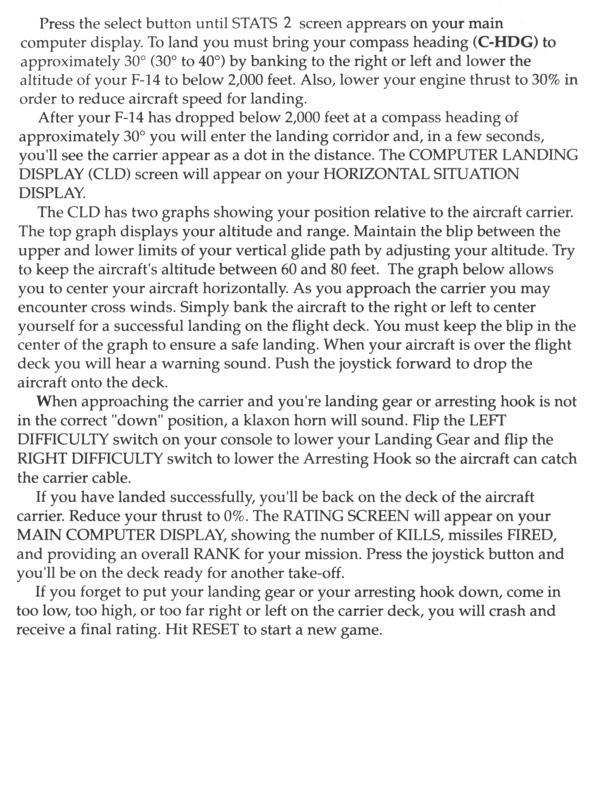 Press the select button until STATS 2 screen apprears on your main
computer display. To land you must bring your compass heading (C-HDG) to
approximately 30° (30° to 40°) by banking to the right or left and lower the
altitude of your F-14 to below 2,000 feet. Also, lower your engine thrust to 30% in
order to reduce aircraft speed for landing.
After your F-14 has dropped below 2,000 feet at a compass heading of
approximately 30° you will enter the landing corridor and, in a few seconds,
you'll see the carrier appear as a dot in the distance. The COMPUTER LANDING
DISPLAY (CLD) screen will appear on your HORIZONTAL SITUATION
DISPLAY.
The CLD has two graphs showing your position relative to the aircraft carrier.
The top graph displays your altitude and range. Maintain the blip between the
upper and lower limits of your vertical glide path by adjusting your altitude. Try
to keep the aircraft's altitude between 60 and 80 feet. The graph below allows
you to center your aircraft horizontally. As you approach the carrier you may
encounter cross winds. Simply bank the aircraft to the right or left to center
yourself for a successful landing on the flight deck. You must keep the blip in the
center of the graph to ensure a safe landing. When your aircraft is over the flight
deck you will hear a warning sound. Push the joystick forward to drop the
aircraft onto the deck.
When approaching the carrier and you're landing gear or arresting hook is not
in the correct "down" position, a klaxon horn will sound. Flip the LEFT
DIFFICULTY switch on your console to lower your Landing Gear and flip the
RIGHT DIFFICULTY switch to lower the Arresting Hook so the aircraft can catch
the carrier cable.
If you have landed successfully, you'll be back on the deck of the aircraft
carrier. Reduce your thrust to 0%. The RATING SCREEN will appear on your
MAIN COMPUTER DISPLAY, showing the number of KILLS, missiles FIRED,
and providing an overall RANK for your mission. Press the joystick button and
you'll be on the deck ready for another take-off.
If you forget to put your landing gear or your arresting hook down, come in
too low, too high, or too far right or left on the carrier deck, you will crash and
receive a final rating. Hit RESET to start a new game.